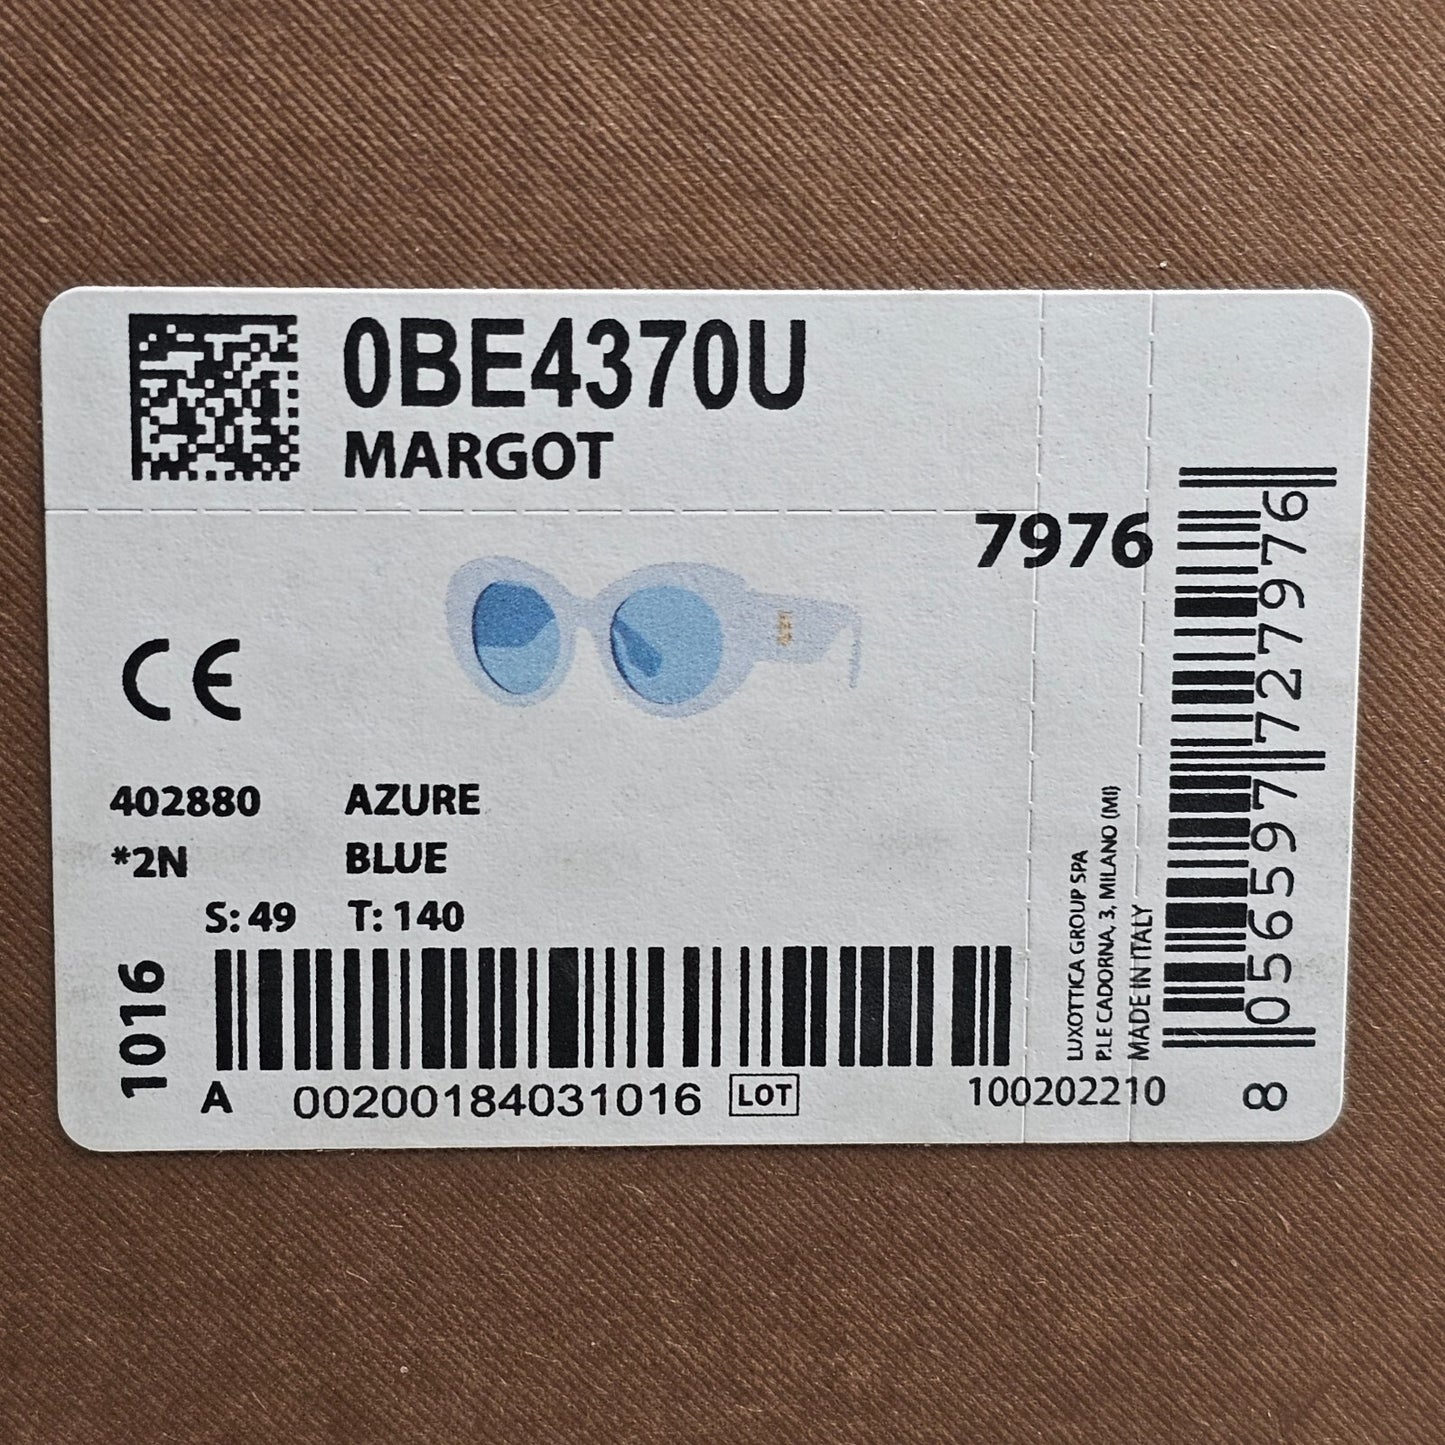 0BE4370U
MARGOT
7976
CE
402880 AZURE
*2N BLUE
S: 49 T: 140
1016
A 00200184031016 LOT 100202210
LUXOTTICA GROUP SPA
P.LE CADORNA, 3, MILANO (MI)
MADE IN ITALY
8 056597 727976